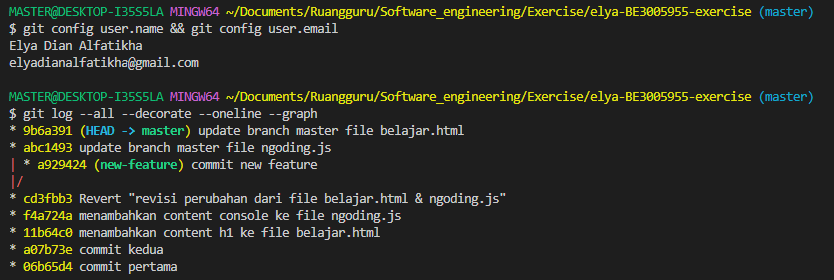 MASTER@DESKTOP-I35S5LA MINGW64 ~/Documents/Ruangguru/Software_engineering/Exercise/elya-BE3005955-exercise (master)
$ git config user.name && git config user.email
Elya Dian Alfatikha
elyadianalfatikha@gmail.com
MASTER@DESKTOP-I35S5LA MINGW64 ~/Documents/Ruangguru/Software_engineering/Exercise/elya-BE3005955-exercise (master)
$ git log --all --decorate --oneline --graph
* 9b6a391 (HEAD -> master) update branch master file belajar.html
* abc1493 update branch master file ngoding.js
| * a929424 (new-feature) commit new feature
|/
* cd3fbb3 Revert "revisi perubahan dari file belajar.html & ngoding.js"
* f4a724a menambahkan content console ke file ngoding.js
* 11b64c0 menambahkan content h1 ke file belajar.html
* a07b73e commit kedua
* 06b65d4 commit pertama